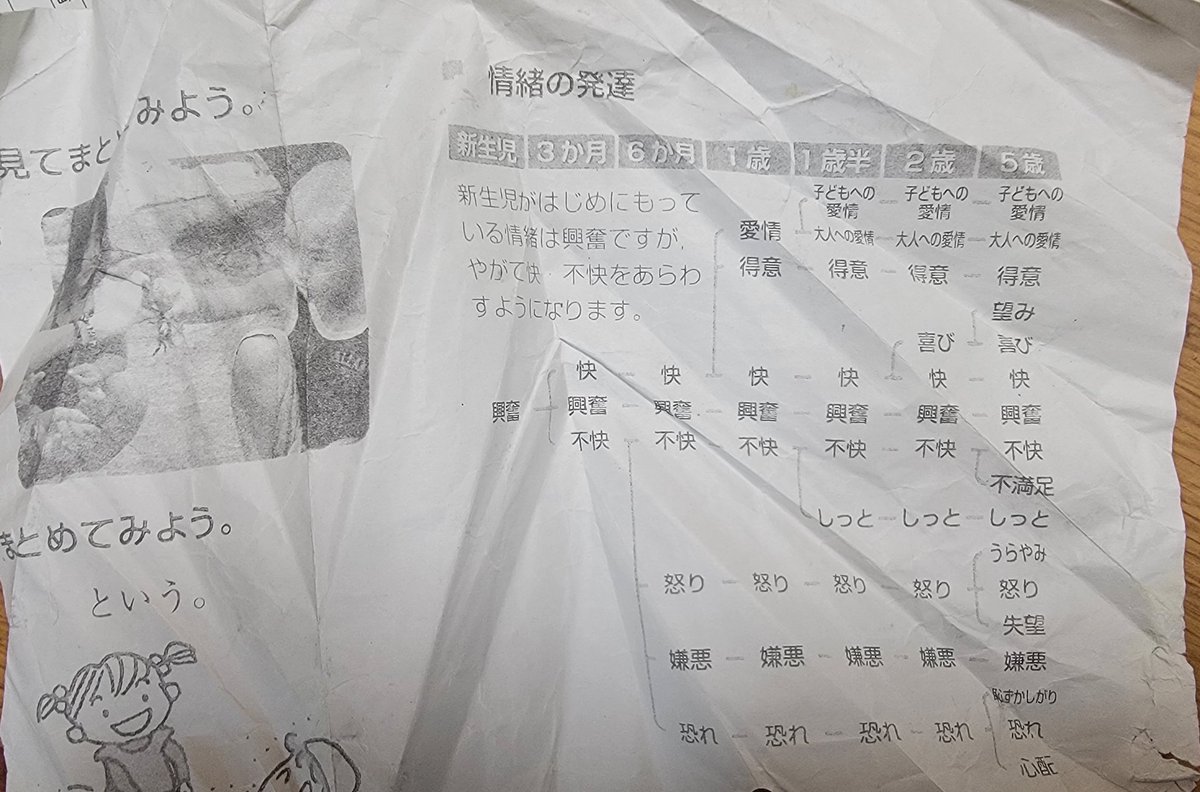 みよう。
見てまと
まとめてみよう。
という。
情緒の発達
新生児 3か月 6か月 1歳 1歳半 2歳 5歳
新生児がはじめにもって
いる情緒は興奮ですが,
やがて快・不快をあらわ
すようになります。
子どもへの愛情 子どもへの愛情 子どもへの愛情
愛情 大人への愛情 大人への愛情 大人への愛情
得意 得意 得意 得意
望み
喜び 喜び
快 快 快 快 快 快
興奮 興奮 興奮 興奮 興奮 興奮 興奮
不快 不快 不快 不快 不快 不快
不満足
しっと しっと しっと
うらやみ
怒り 怒り 怒り 怒り 怒り
失望
嫌悪 嫌悪 嫌悪 嫌悪 嫌悪
恥ずかしがり
恐れ 恐れ 恐れ 恐れ 恐れ
心配